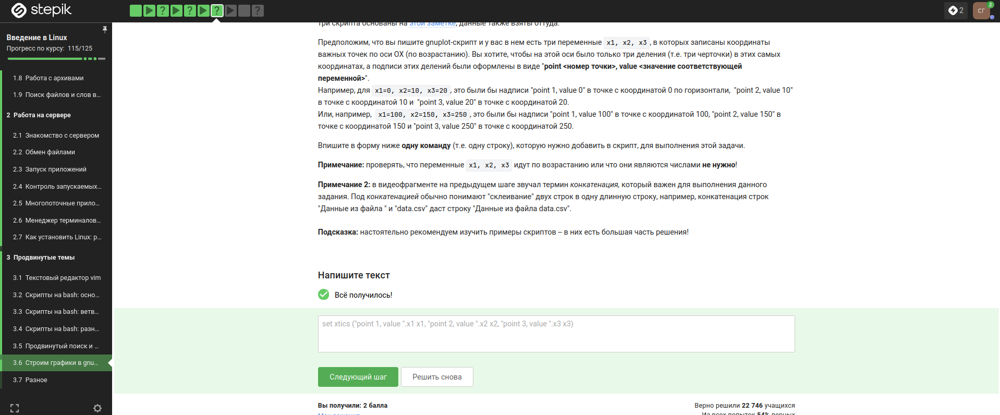 stepik
2
СГ
2
Введение в Linux
Прогресс по курсу: 115/125
1.8 Работа с архивами
1.9 Поиск файлов и слов в...
2 Работа на сервере
2.1 Знакомство с сервером
2.2 Обмен файлами
2.3 Запуск приложений
2.4 Контроль запускаемых...
2.5 Многопоточные прило...
2.6 Менеджер терминалов...
2.7 Как установить Linux: р...
3 Продвинутые темы
3.1 Текстовый редактор vim
3.2 Скрипты на bash: осно...
3.3 Скрипты на bash: ветв...
3.4 Скрипты на bash: разн...
3.5 Продвинутый поиск и ...
3.6 Строим графики в gnu...
3.7 Разное
три скрипта основаны на этой заметке, данные также взяты оттуда.
Предположим, что вы пишите gnuplot-скрипт и у вас в нем есть три переменные x1, x2, x3, в которых записаны координаты
важных точек по оси ОХ (по возрастанию). Вы хотите, чтобы на этой оси было только три деления (т.е. три черточки) в этих самых
координатах, а подписи этих делений были оформлены в виде "point <номер точки>, value <значение соответствующей
переменной>".
Например, для x1=0, x2=10, x3=20, это были бы надписи "point 1, value 0" в точке с координатой 0 по горизонтали, "point 2, value 10"
в точке с координатой 10 и "point 3, value 20" в точке с координатой 20.
Или, например, x1=100, x2=150, x3=250, это были бы надписи "point 1, value 100" в точке с координатой 100, "point 2, value 150" в
точке с координатой 150 и "point 3, value 250" в точке с координатой 250.
Впишите в форму ниже одну команду (т.е. одну строку), которую нужно добавить в скрипт, для выполнения этой задачи.
Примечание: проверять, что переменные x1, x2, x3 идут по возрастанию или что они являются числами не нужно!
Примечание 2: в видеофрагменте на предыдущем шаге звучал термин конкатенация, который важен для выполнения данного
задания. Под конкатенацией обычно понимают "склеивание" двух строк в одну длинную строку, например, конкатенация строк
"Данные из файла " и "data.csv" даст строку "Данные из файла data.csv".
Подсказка: настоятельно рекомендуем изучить примеры скриптов -- в них есть большая часть решения!
Напишите текст
Всё получилось!
set xtics ("point 1, value ".x1 x1, "point 2, value ".x2 x2, "point 3, value ".x3 x3)
Следующий шаг
Решить снова
Вы получили: 2 балла
Мои решения
Верно решили 22 746 учащихся
Из всех попыток 54% верных